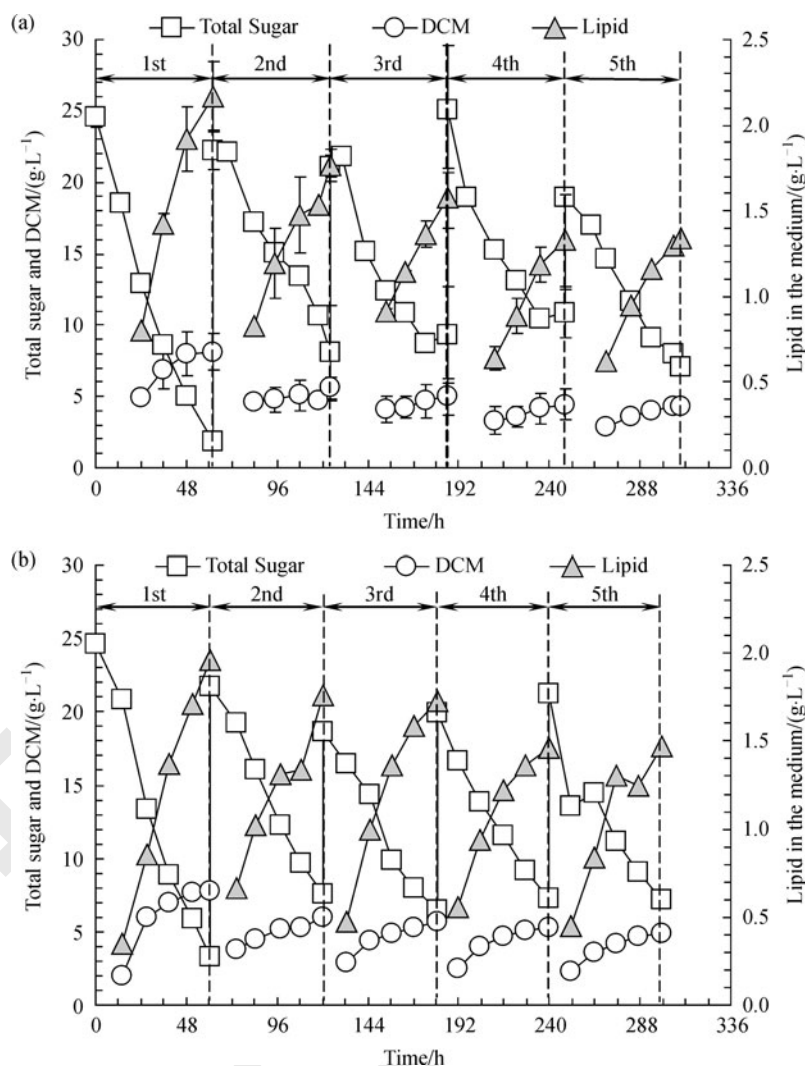 (a)
Total Sugar DCM Lipid
30 2.5
1st 2nd 3rd 4th 5th
25
2.0
20
1.5
15
1.0
10
0.5
5
0 0.0
0 48 96 144 192 240 288 336
Time/h
Total sugar and DCM/(g·L⁻¹)
Lipid in the medium/(g·L⁻¹)
(b)
Total Sugar DCM Lipid
30 2.5
1st 2nd 3rd 4th 5th
25
2.0
20
1.5
15
1.0
10
0.5
5
0 0.0
0 48 96 144 192 240 288 336
Time/h
Total sugar and DCM/(g·L⁻¹)
Lipid in the medium/(g·L⁻¹)